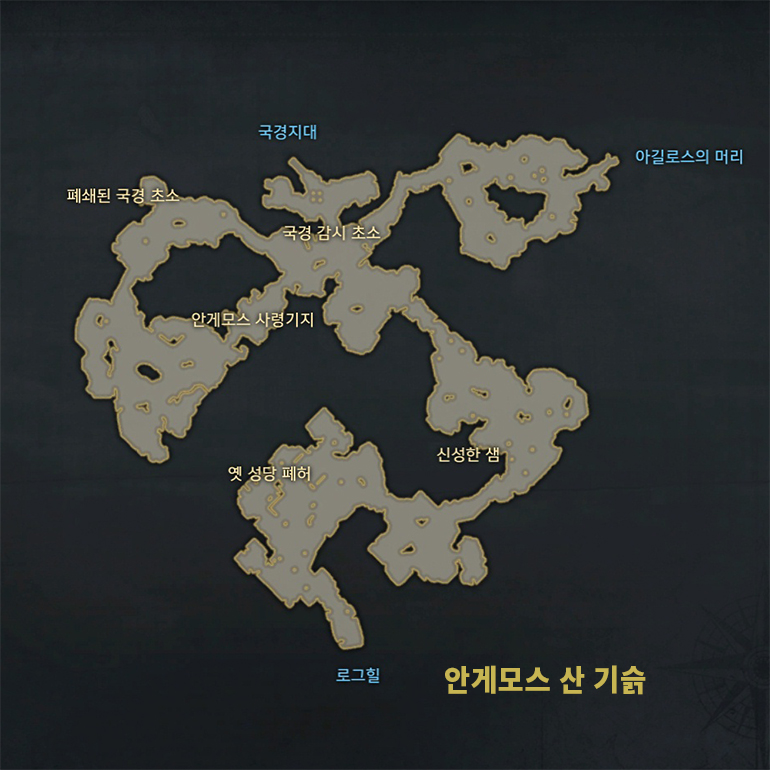 국경지대
아길로스의 머리
폐쇄된 국경 초소
국경 감시 초소
안게모스 사령기지
신성한 샘
옛 성당 폐허
로그힐
안게모스 산 기슭